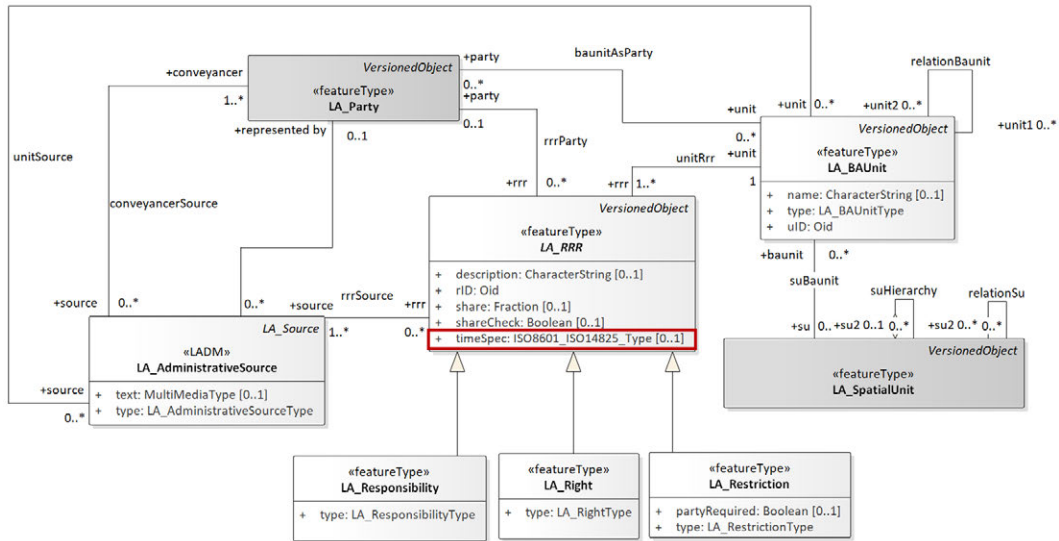 +conveyancer
1..*
VersionedObject
«featureType»
LA_Party
+party
0..*
+party
0..1
baunitAsParty
relationBaunit
+unit
0..*
+unit2 0..*
+unit1 0..*
+represented by
0..1
unitSource
conveyancerSource
rrrParty
unitRrr
+unit
0..*
+unit
1
+rrr
0..*
+rrr
1..*
VersionedObject
«featureType»
LA_BAUnit
+ name: CharacterString [0..1]
+ type: LA_BAUnitType
+ uID: Oid
VersionedObject
«featureType»
LA_RRR
+ description: CharacterString [0..1]
+ rID: Oid
+ share: Fraction [0..1]
+ shareCheck: Boolean [0..1]
+ timeSpec: ISO8601_ISO14825_Type [0..1]
+baunit
0..*
suBaunit
suHierarchy
relationSu
+su
0..
+su2 0..1
0..*
+su2 0..*
0..*
VersionedObject
«featureType»
LA_SpatialUnit
+source
0..*
0..*
+source
rrrSource
+rrr
1..*
0..*
LA_Source
«LADM»
LA_AdministrativeSource
+ text: MultiMediaType [0..1]
+ type: LA_AdministrativeSourceType
+source
0..*
«featureType»
LA_Responsibility
+ type: LA_ResponsibilityType
«featureType»
LA_Right
+ type: LA_RightType
«featureType»
LA_Restriction
+ partyRequired: Boolean [0..1]
+ type: LA_RestrictionType